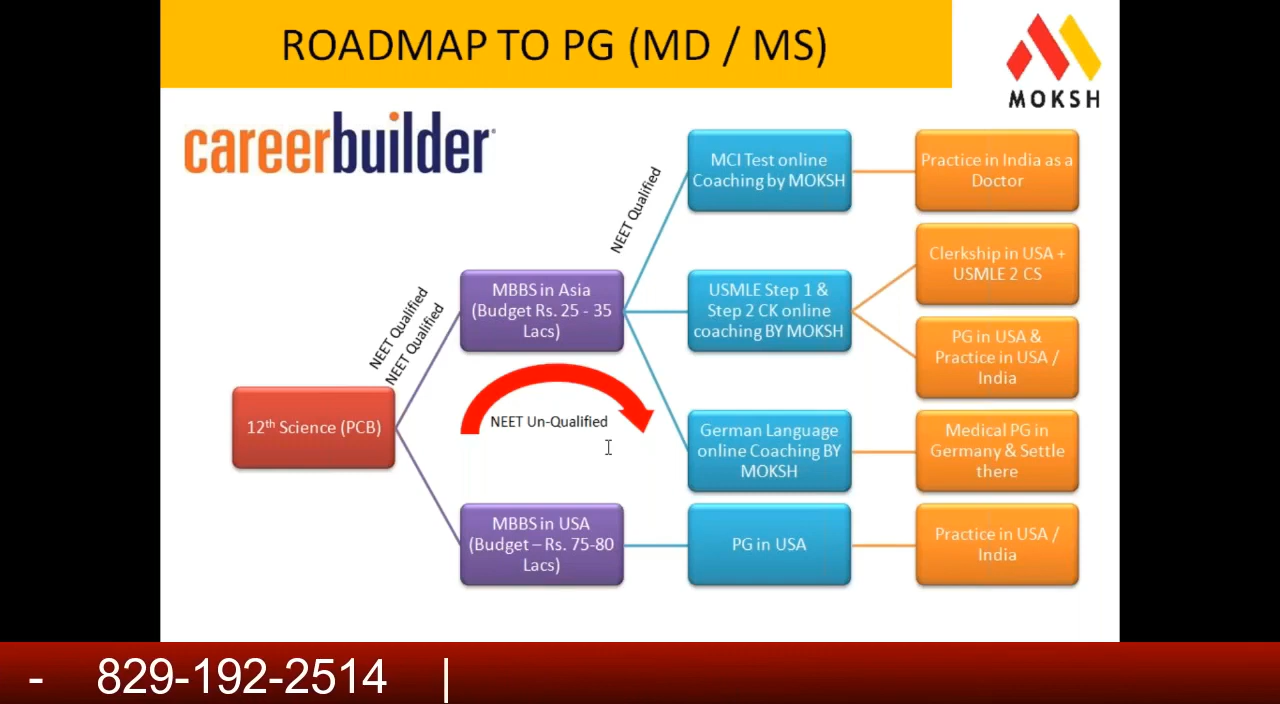 ROADMAP TO PG (MD / MS)
MOKSH
careerbuilder®
NEET Qualified
NEET Qualified
NEET Qualified
12th Science (PCB)
MBBS in Asia
(Budget Rs. 25 - 35
Lacs)
NEET Un-Qualified
MBBS in USA
(Budget – Rs. 75-80
Lacs)
MCI Test online
Coaching by MOKSH
USMLE Step 1 &
Step 2 CK online
coaching BY MOKSH
German Language
online Coaching BY
MOKSH
PG in USA
Practice in India as a
Doctor
Clerkship in USA +
USMLE 2 CS
PG in USA &
Practice in USA /
India
Medical PG in
Germany & Settle
there
Practice in USA /
India
- 829-192-2514 |